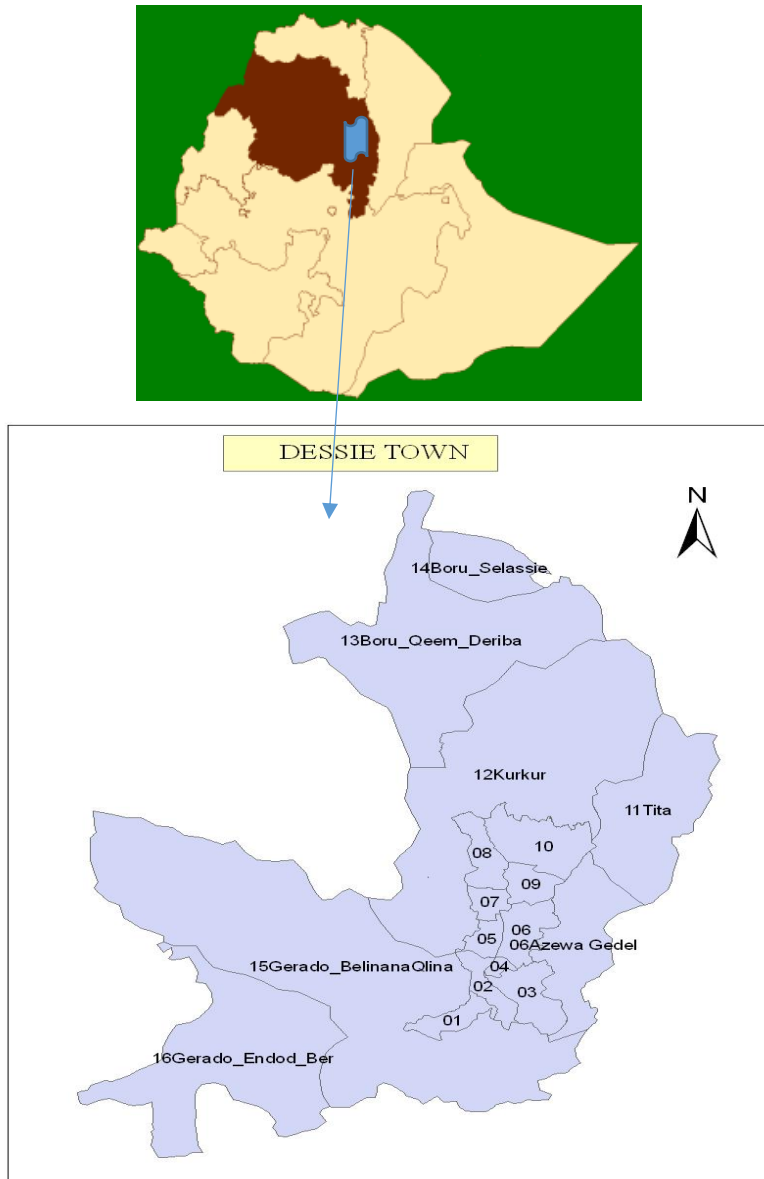 DESSIE TOWN
N
14Boru_Selassie
13Boru_Qeem_Deriba
12Kurkur
11Tita
10
08
09
07
06
05
06Azewa Gedel
15Gerado_BelinanaQlina
04
02
03
01
16Gerado_Endod_Ber